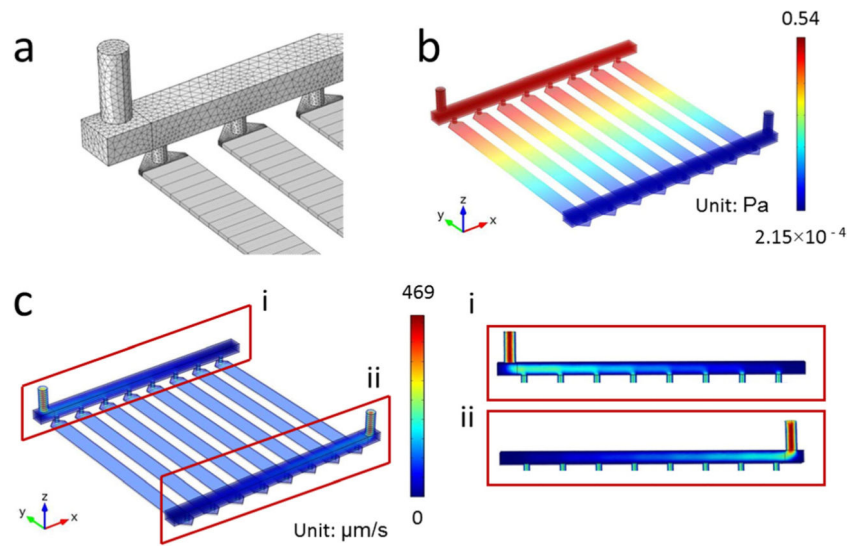 a
b
0.54
Unit: Pa
2.15×10⁻⁴
z
y
x
c
i
ii
469
0
Unit: µm/s
z
y
x
i
ii